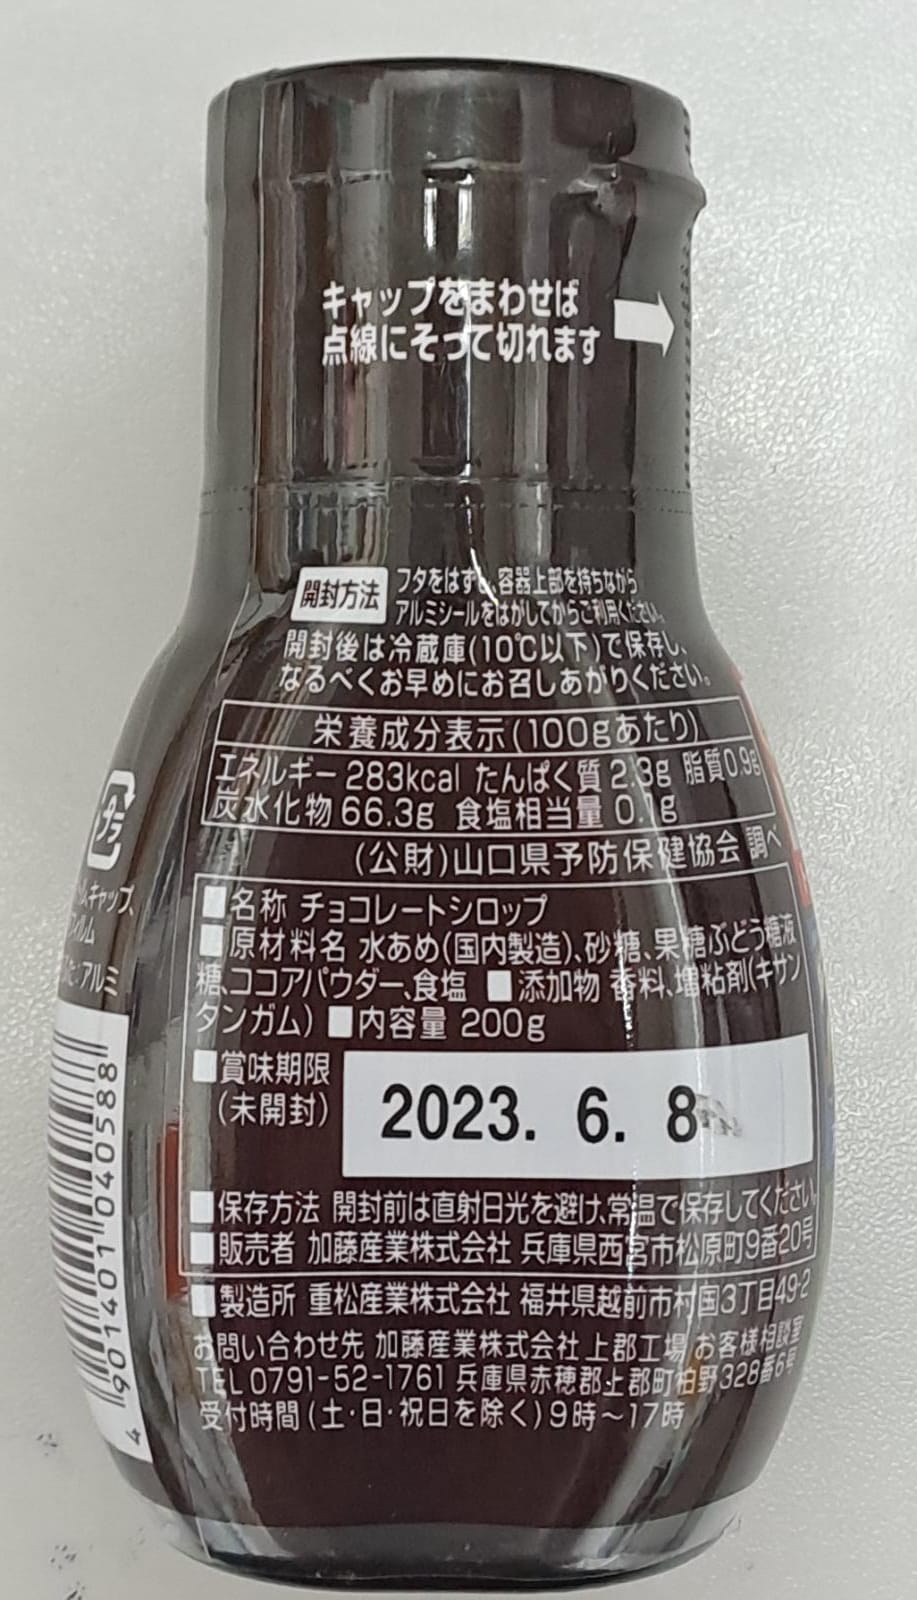 キャップをまわせば
点線にそって切れます
開封方法
フタをはずし、容器上部を持ちながら
アルミシールをはがしてからご利用ください。
開封後は冷蔵庫(10℃以下)で保存し、
なるべくお早めにお召しあがりください。
栄養成分表示(100gあたり)
エネルギー 283kcal たんぱく質 2.3g 脂質0.9g
炭水化物 66.3g 食塩相当量 0.1g
(公財)山口県予防保健協会 調べ
■名称 チョコレートシロップ
■原材料名 水あめ(国内製造)、砂糖、果糖ぶどう糖液
糖、ココアパウダー、食塩 ■添加物 香料、増粘剤(キサン
タンガム) ■内容量 200g
■賞味期限
(未開封)
2023. 6. 8
■保存方法 開封前は直射日光を避け、常温で保存してください。
■販売者 加藤産業株式会社 兵庫県西宮市松原町9番20号
■製造所 重松産業株式会社 福井県越前市村国3丁目49-2
お問い合わせ先 加藤産業株式会社 上郡工場 お客様相談室
TEL 0791-52-1761 兵庫県赤穂郡上郡町柏野328番6号
受付時間(土・日・祝日を除く)9時～17時
プラ
キャップ、
アルミ
4 901401 040588